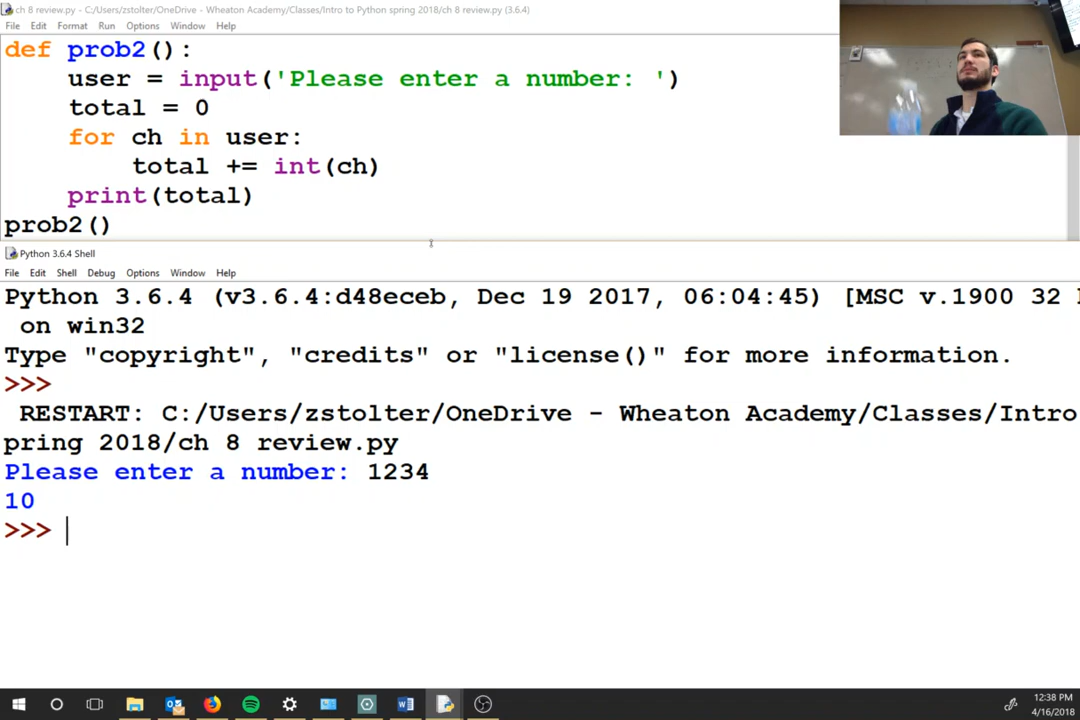 ch 8 review.py - C:/Users/zstolter/OneDrive - Wheaton Academy/Classes/Intro to Python spring 2018/ch 8 review.py (3.6.4)
File Edit Format Run Options Window Help
def prob2():
    user = input('Please enter a number: ')
    total = 0
    for ch in user:
        total += int(ch)
    print(total)
prob2()
Python 3.6.4 Shell
File Edit Shell Debug Options Window Help
Python 3.6.4 (v3.6.4:d48eceb, Dec 19 2017, 06:04:45) [MSC v.1900 32
on win32
Type "copyright", "credits" or "license()" for more information.
>>>
RESTART: C:/Users/zstolter/OneDrive - Wheaton Academy/Classes/Intro
pring 2018/ch 8 review.py
Please enter a number: 1234
10
>>>
12:38 PM
4/16/2018